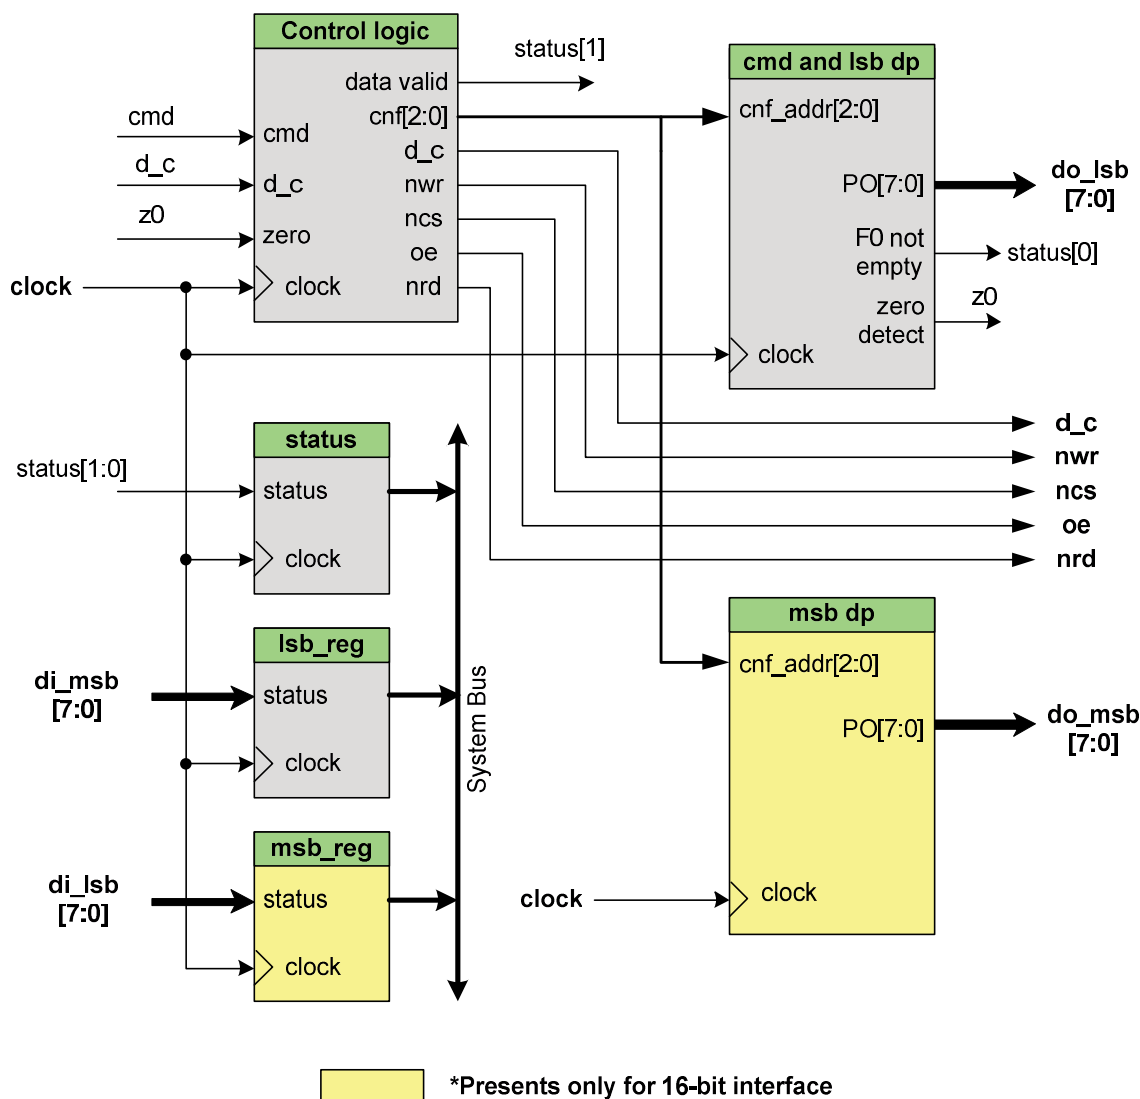 Control logic
data valid
cnf[2:0]
d_c
nwr
ncs
oe
nrd
cmd
d_c
zero
clock
cmd
d_c
z0
clock
status[1]
cmd and lsb dp
cnf_addr[2:0]
PO[7:0]
F0 not
empty
zero
detect
clock
do_lsb
[7:0]
status[0]
z0
d_c
nwr
ncs
oe
nrd
status
status[1:0]
status
clock
lsb_reg
di_msb
[7:0]
status
clock
msb_reg
di_lsb
[7:0]
status
clock
System Bus
msb dp
cnf_addr[2:0]
PO[7:0]
clock
clock
do_msb
[7:0]
*Presents only for 16-bit interface